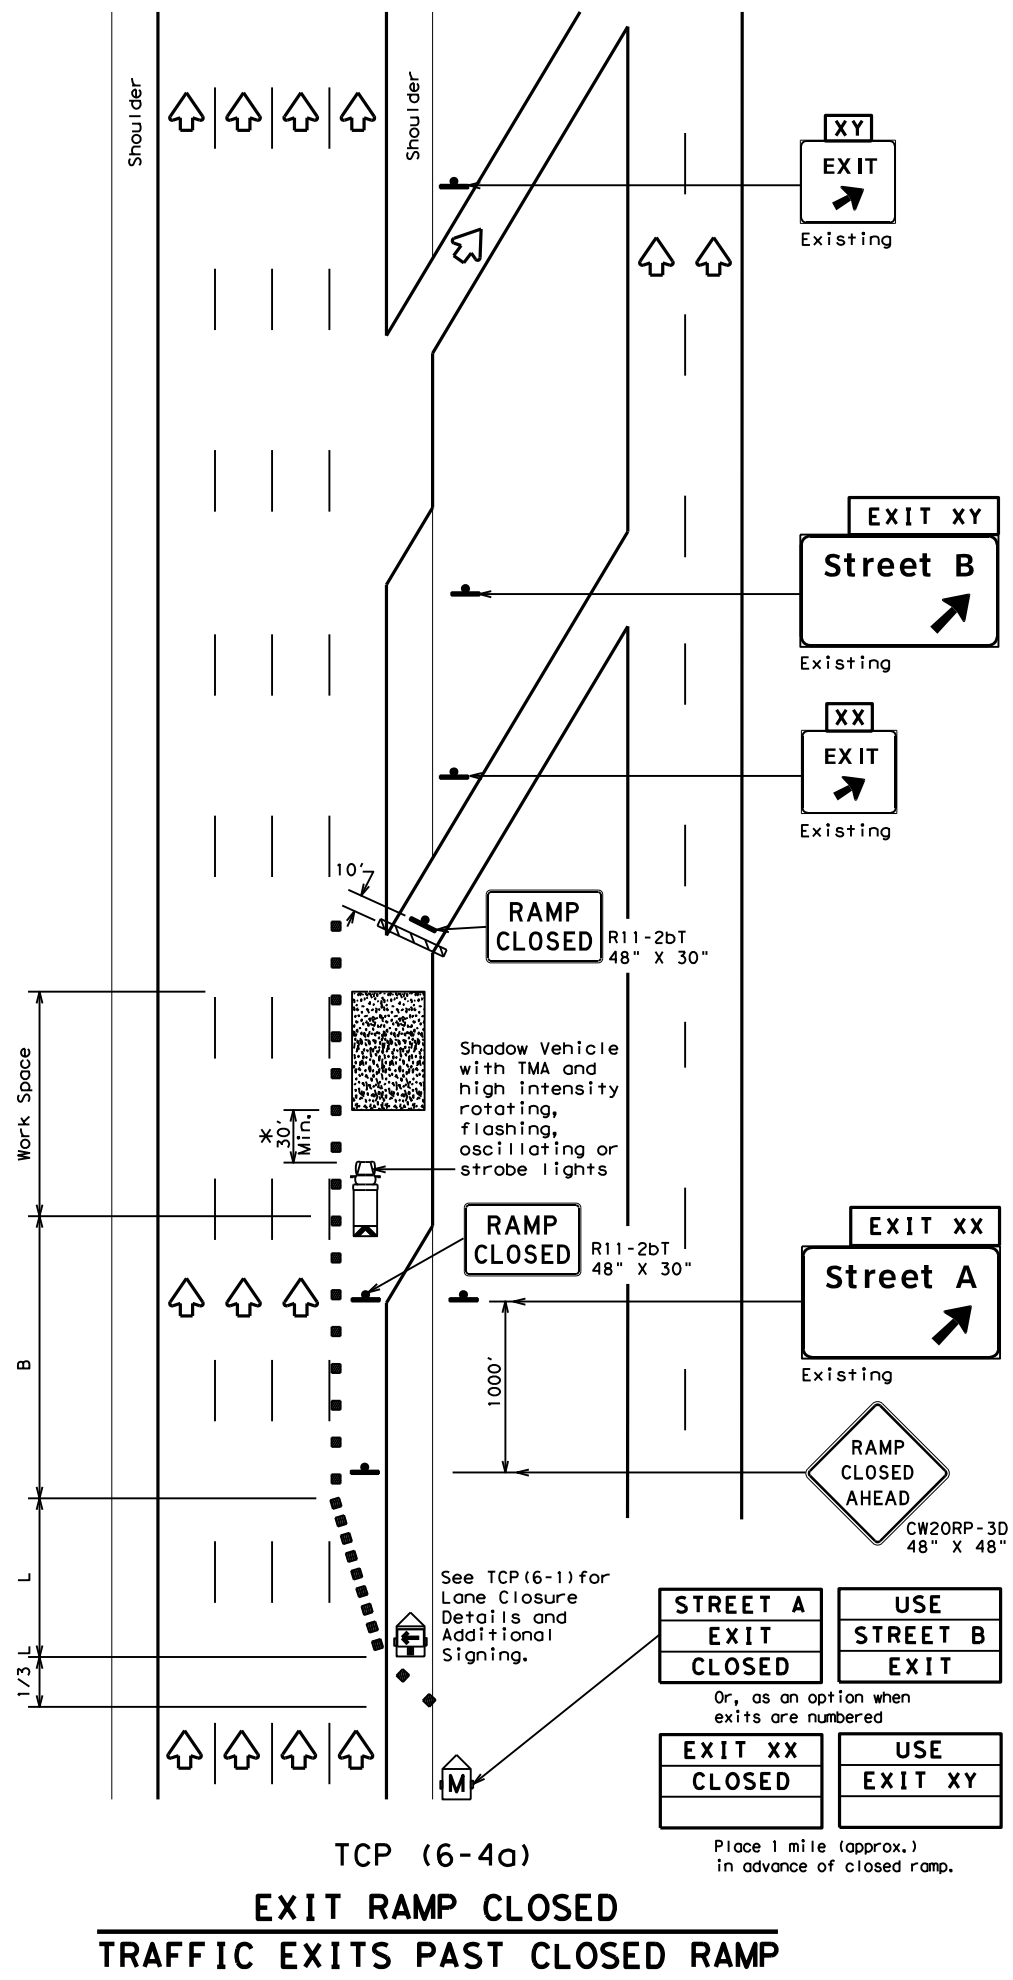 Shoulder
Shoulder
XY
EXIT
Existing
EXIT XY
Street B
Existing
XX
EXIT
Existing
10'
RAMP
CLOSED
R11-2bT
48" X 30"
Work Space
*
30'
Min.
Shadow Vehicle
with TMA and
high intensity
rotating,
flashing,
oscillating or
strobe lights
RAMP
CLOSED
R11-2bT
48" X 30"
EXIT XX
Street A
Existing
B
1000'
RAMP
CLOSED
AHEAD
CW20RP-3D
48" X 48"
L
1/3 L
See TCP(6-1)for
Lane Closure
Details and
Additional
Signing.
STREET A
EXIT
CLOSED
USE
STREET B
EXIT
Or, as an option when
exits are numbered
EXIT XX
CLOSED
USE
EXIT XY
M
Place 1 mile (approx.)
in advance of closed ramp.
TCP (6-4a)
EXIT RAMP CLOSED
TRAFFIC EXITS PAST CLOSED RAMP